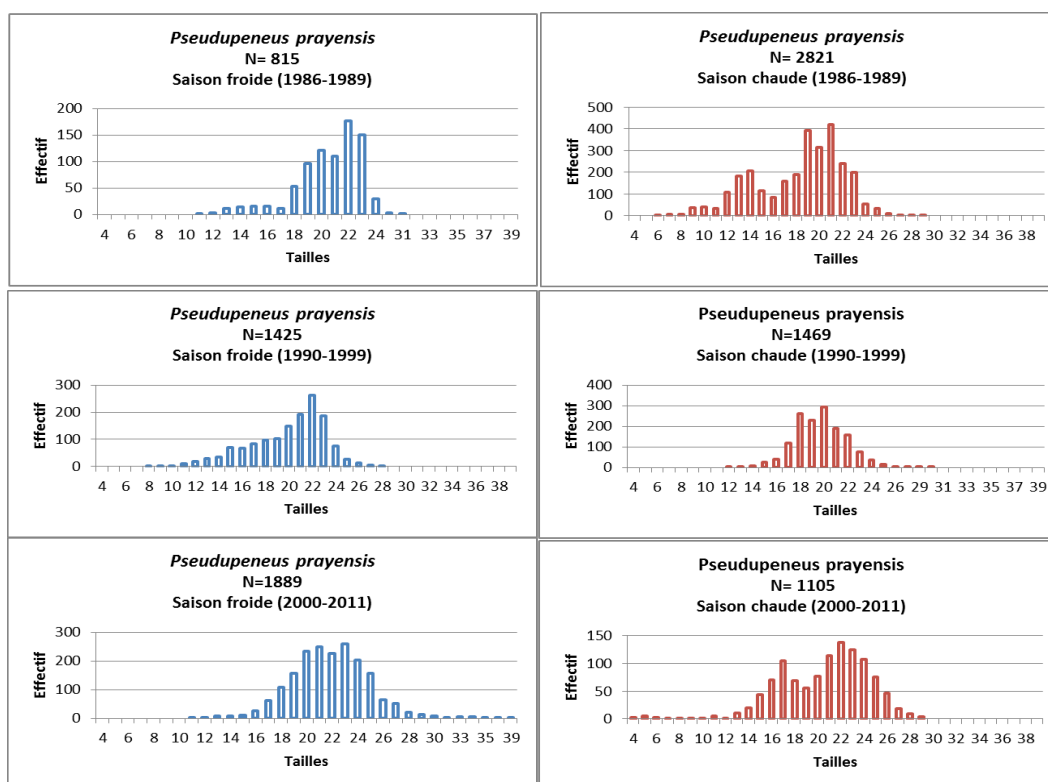 Pseudupeneus prayensis
N= 815
Saison froide (1986-1989)
200
150
100
50
0
Effectif
4 6 8 10 12 14 16 18 20 22 24 31 33 35 37 39
Tailles
Pseudupeneus prayensis
N= 2821
Saison chaude (1986-1989)
500
400
300
200
100
0
Effectif
4 6 8 10 12 14 16 18 20 22 24 26 28 30 32 34 36 38
Tailles
Pseudupeneus prayensis
N=1425
Saison froide (1990-1999)
300
200
100
0
Effectif
4 6 8 10 12 14 16 18 20 22 24 26 28 30 32 34 36 38
Tailles
Pseudupeneus prayensis
N=1469
Saison chaude (1990-1999)
400
300
200
100
0
Effectif
4 6 8 10 12 14 16 18 20 22 24 26 28 30 33 35 37 39
Tailles
Pseudupeneus prayensis
N=1889
Saison froide (2000-2011)
300
200
100
0
Effectif
4 6 8 10 12 14 16 18 20 22 24 26 28 30 39
Tailles
Pseudupeneus prayensis
N= 1105
Saison chaude (2000-2011)
150
100
50
0
Effectif
4 6 8 10 12 14 16 18 20 22 24 26 28 30 32 34 36 38
Tailles